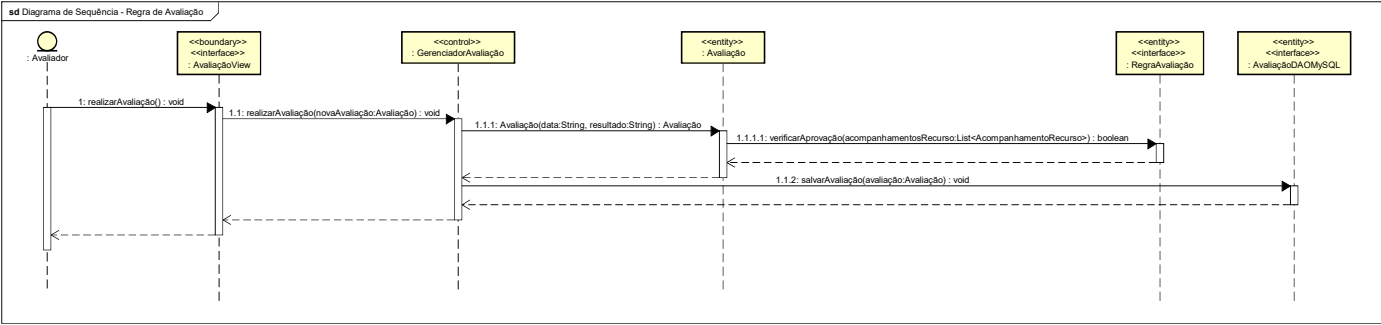 sd Diagrama de Sequência - Regra de Avaliação
: Avaliador
<<boundary>>
<<interface>>
: AvaliaçãoView
<<control>>
: GerenciadorAvaliação
<<entity>>
: Avaliação
<<entity>>
<<interface>>
: RegraAvaliação
<<entity>>
<<interface>>
: AvaliaçãoDAOMySQL
1: realizarAvaliação() : void
1.1: realizarAvaliação(novaAvaliação:Avaliação) : void
1.1.1: Avaliação(data:String, resultado:String) : Avaliação
1.1.1.1: verificarAprovação(acompanhamentosRecurso:List<AcompanhamentoRecurso>) : boolean
1.1.2: salvarAvaliação(avaliação:Avaliação) : void